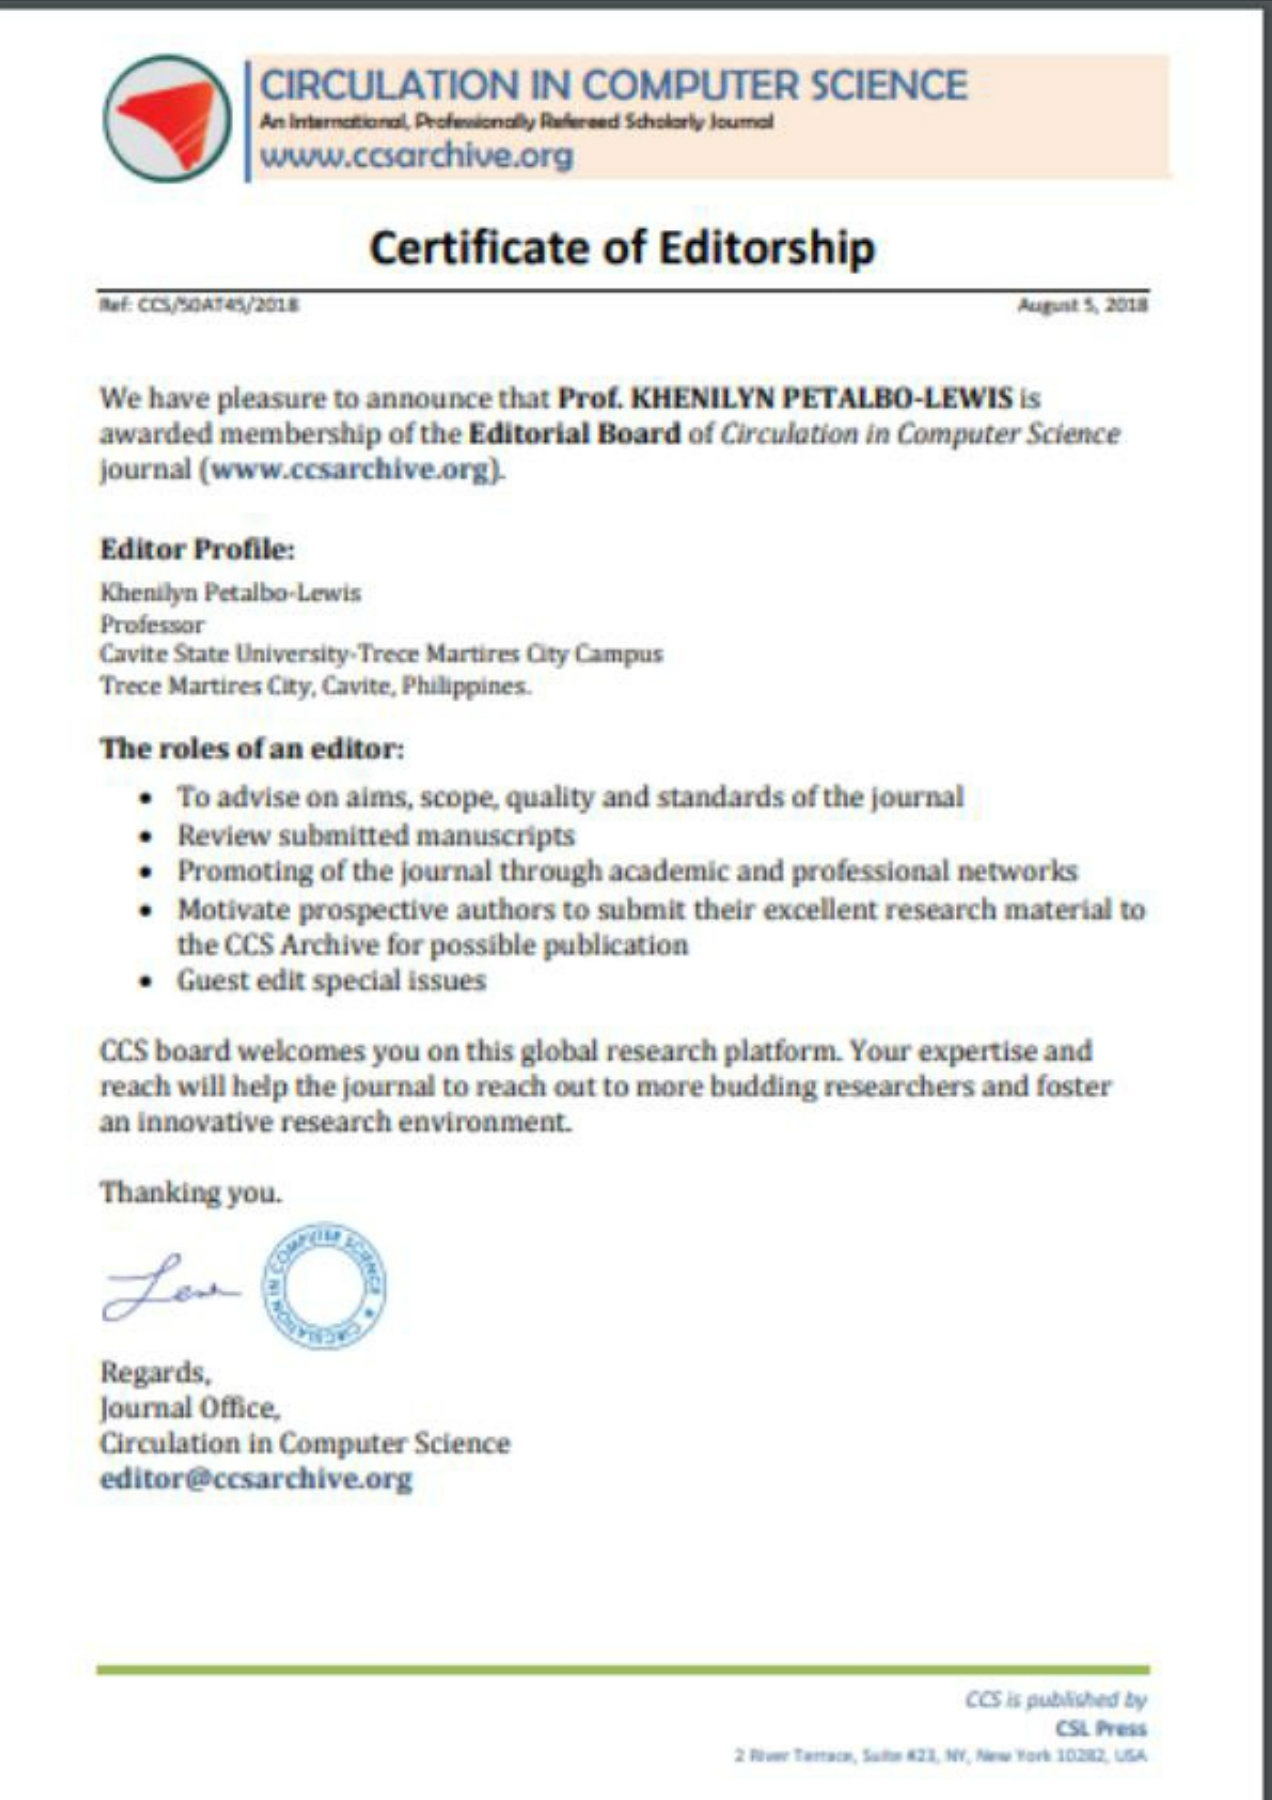 CIRCULATION IN COMPUTER SCIENCE
An International, Professionally Refereed Scholarly Journal
www.ccsarchive.org
Certificate of Editorship
Ref: CCS/50AT45/2018 August 5, 2018
We have pleasure to announce that Prof. KHENILYN PETALBO-LEWIS is
awarded membership of the Editorial Board of Circulation in Computer Science
journal (www.ccsarchive.org).
Editor Profile:
Khenilyn Petalbo-Lewis
Professor
Cavite State University-Trece Martires City Campus
Trece Martires City, Cavite, Philippines.
The roles of an editor:
• To advise on aims, scope, quality and standards of the journal
• Review submitted manuscripts
• Promoting of the journal through academic and professional networks
• Motivate prospective authors to submit their excellent research material to
the CCS Archive for possible publication
• Guest edit special issues
CCS board welcomes you on this global research platform. Your expertise and
reach will help the journal to reach out to more budding researchers and foster
an innovative research environment.
Thanking you.
CIRCULATION IN COMPUTER SCIENCE
Regards,
Journal Office,
Circulation in Computer Science
editor@ccsarchive.org
CCS is published by
CSL Press
2 River Terrace, Suite #23, NY, New York 10282, USA